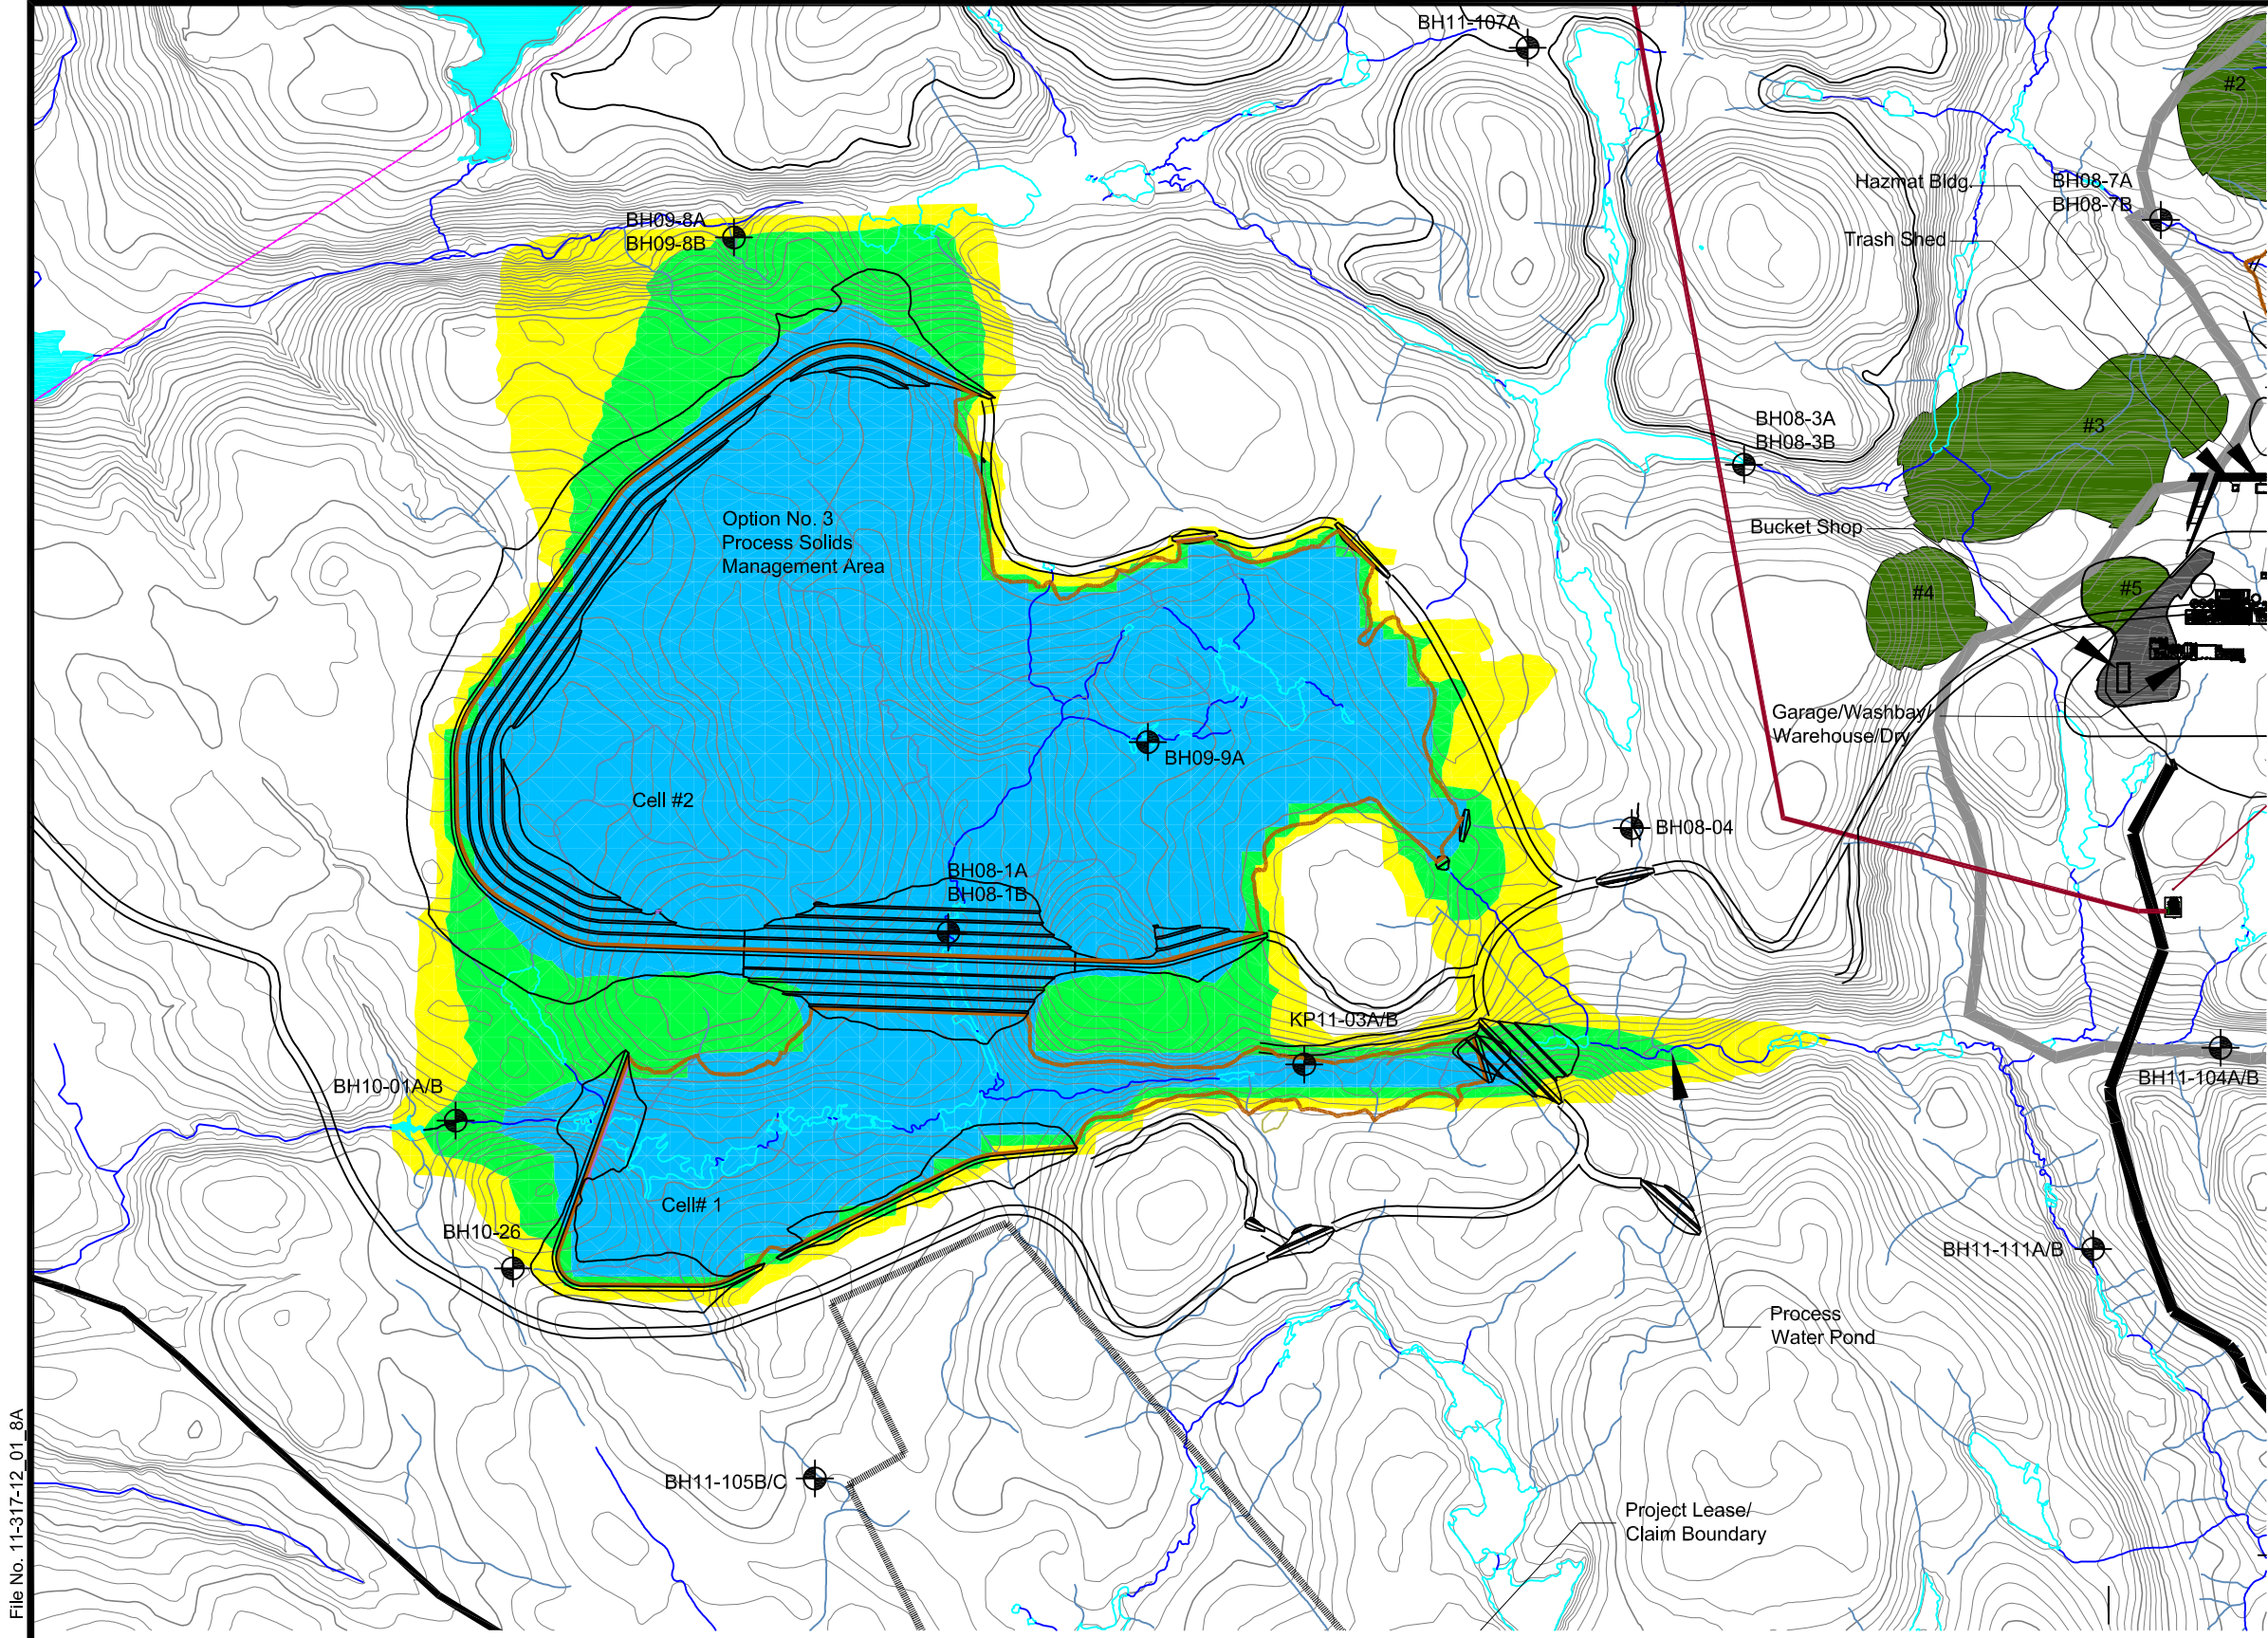 BH11-107A
#2
Hazmat Bldg.
BH08-7A
BH08-7B
BH09-8A
BH09-8B
Trash Shed
BH08-3A
BH08-3B
#3
Option No. 3
Process Solids
Management Area
Bucket Shop
#4
#5
Garage/Washbay/
Warehouse/Dry
BH09-9A
Cell #2
BH08-04
BH08-1A
BH08-1B
KP11-03A/B
BH10-01A/B
BH11-104A/B
Cell# 1
BH10-26
BH11-111A/B
Process
Water Pond
BH11-105B/C
Project Lease/
Claim Boundary
File No. 111-317-12_01_8A